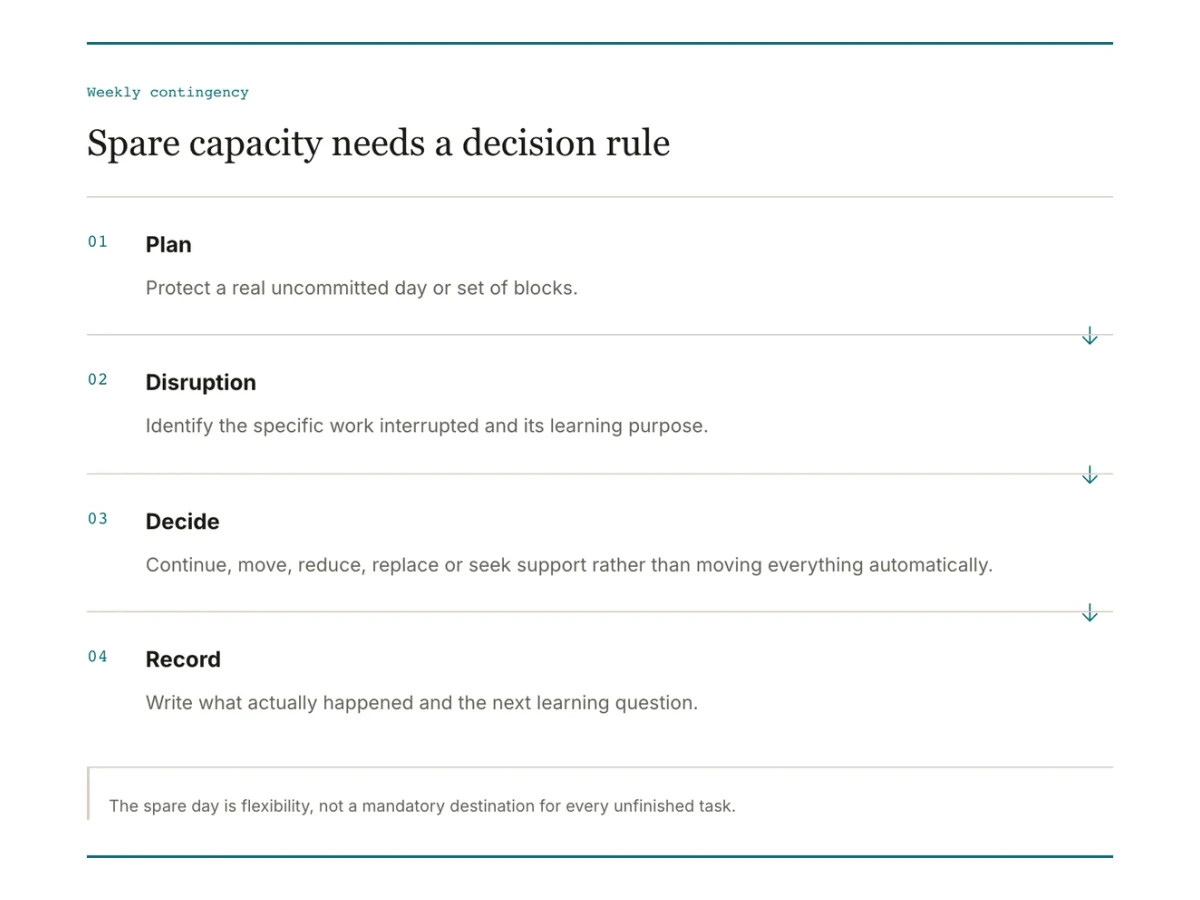 Weekly contingency
Spare capacity needs a decision rule
01
Plan
Protect a real uncommitted day or set of blocks.
02
Disruption
Identify the specific work interrupted and its learning purpose.
03
Decide
Continue, move, reduce, replace or seek support rather than moving everything automatically.
04
Record
Write what actually happened and the next learning question.
The spare day is flexibility, not a mandatory destination for every unfinished task.